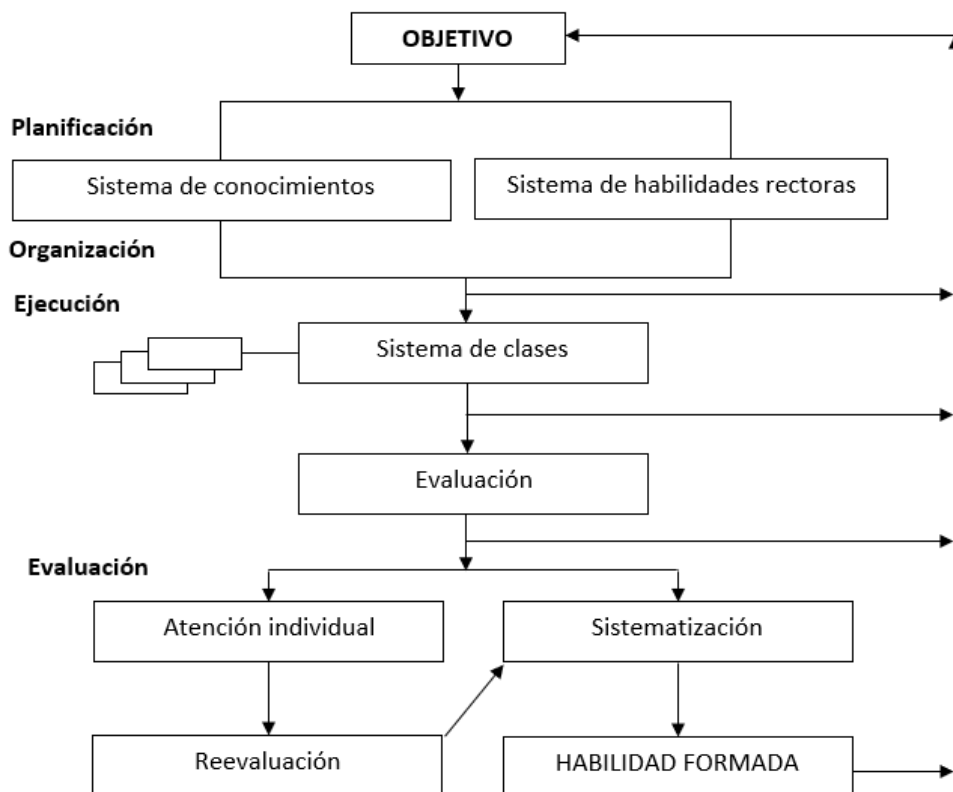 OBJETIVO
Planificación
Sistema de conocimientos
Sistema de habilidades rectoras
Organización
Ejecución
Sistema de clases
Evaluación
Evaluación
Atención individual
Sistematización
Reevaluación
HABILIDAD FORMADA